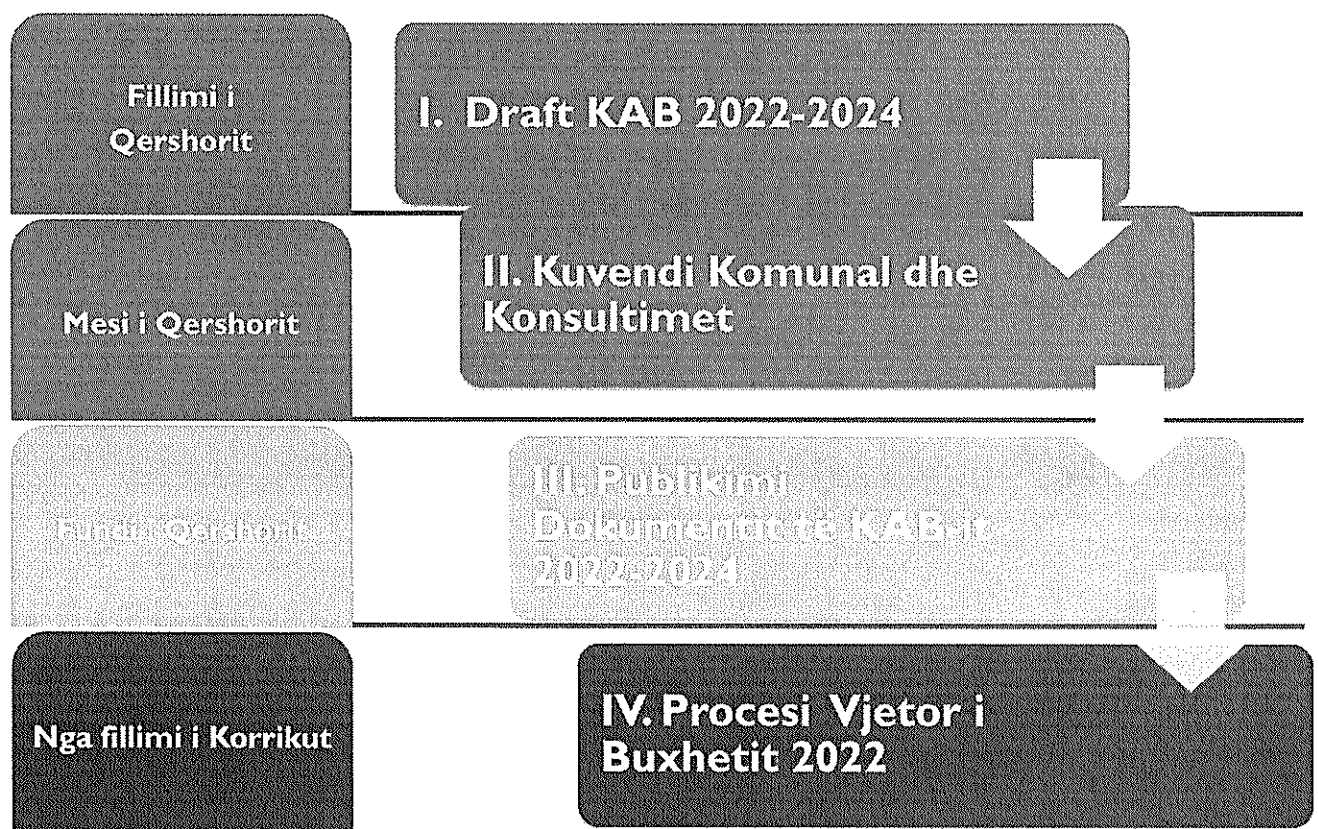 Fillimi i
Qershorit
I. Draft KAB 2022-2024
Mesi i Qershorit
II. Kuvendi Komunal dhe
Konsultimet
Fundi i Qershorit
III. Publikimi
Dokumentit të KAB-it
2022-2024
Nga fillimi i Korrikut
IV. Procesi Vjetor i
Buxhetit 2022